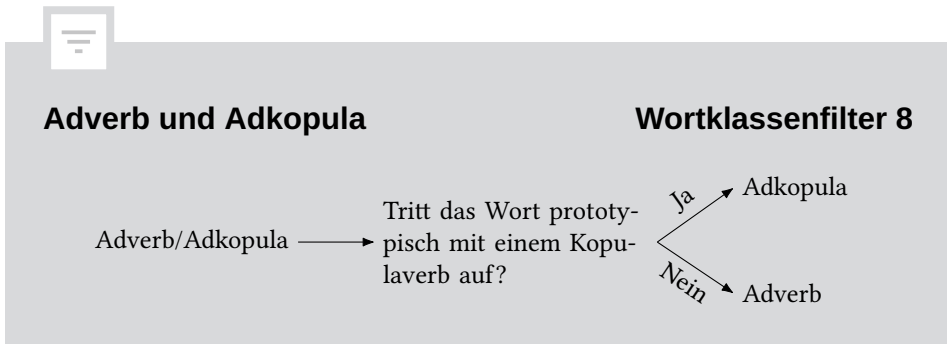 Adverb und Adkopula
Wortklassenfilter 8
Adverb/Adkopula
Tritt das Wort prototy-
pisch mit einem Kopu-
laverb auf?
Ja
Adkopula
Nein
Adverb